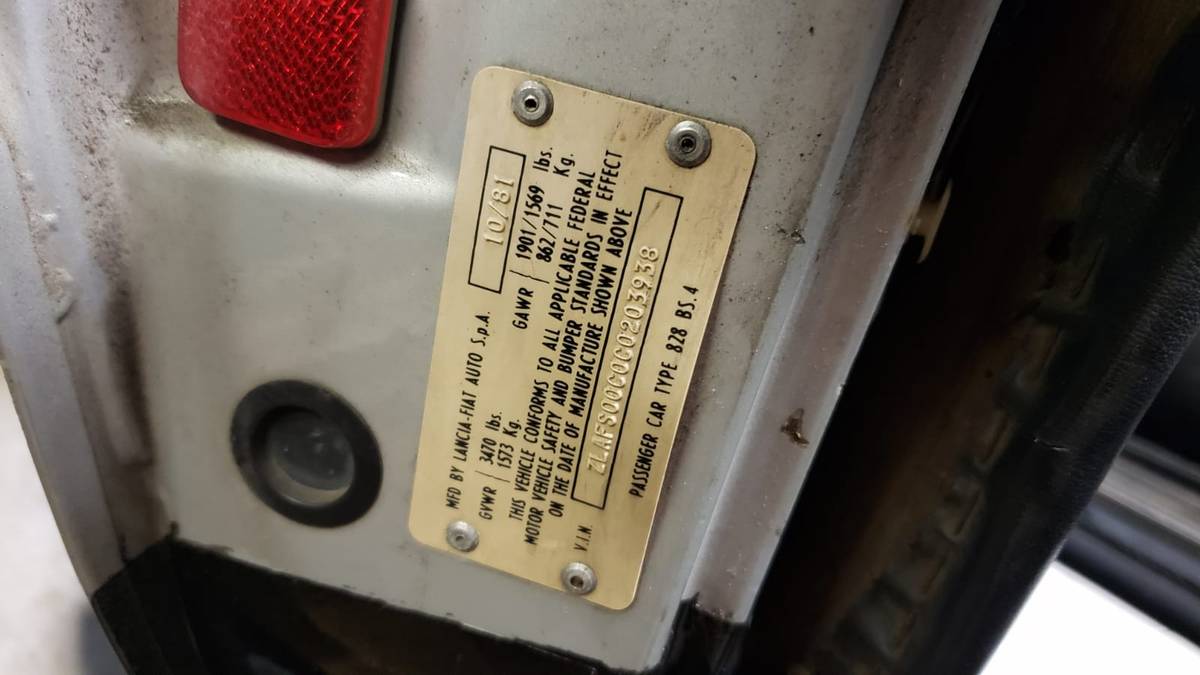 MFD BY LANCIA-FIAT AUTO S.p.A. 10/81
GVWR 3470 lbs. GAWR 1901/1569 lbs.
1573 Kg. 862/711 Kg.
THIS VEHICLE CONFORMS TO ALL APPLICABLE FEDERAL
MOTOR VEHICLE SAFETY AND BUMPER STANDARDS IN EFFECT
ON THE DATE OF MANUFACTURE SHOWN ABOVE
V.I.N. ZLAFS00C0C0203938
PASSENGER CAR TYPE 828 BS.4